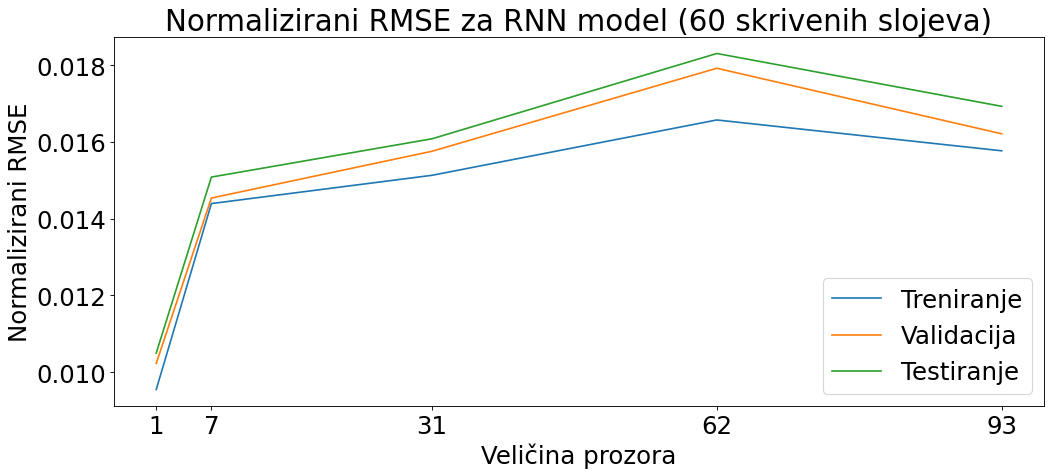 Normalizirani RMSE za RNN model (60 skrivenih slojeva)
Normalizirani RMSE
0.018
0.016
0.014
0.012
0.010
Treniranje
Validacija
Testiranje
1 7 31 62 93
Veličina prozora